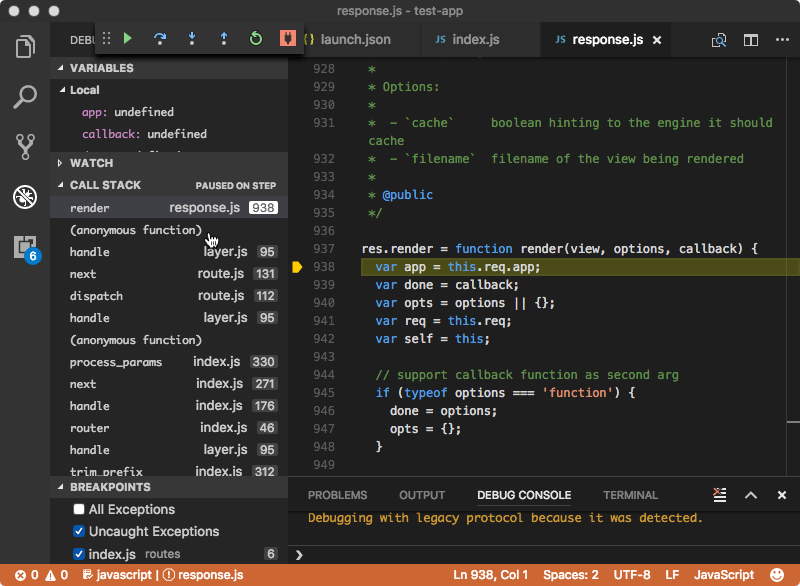 response.js - test-app
DEBU
launch.json
JS index.js
JS response.js
VARIABLES
Local
app: undefined
callback: undefined
WATCH
CALL STACK PAUSED ON STEP
render response.js 938
(anonymous function)
handle layer.js 95
next route.js 131
dispatch route.js 112
handle layer.js 95
(anonymous function)
process_params index.js 330
next index.js 271
handle index.js 176
router index.js 46
handle layer.js 95
trim_prefix index.js 312
BREAKPOINTS
All Exceptions
Uncaught Exceptions
index.js routes 6
6
928 *
929 * Options:
930 *
931 * - `cache` boolean hinting to the engine it should
cache
932 * - `filename` filename of the view being rendered
933 *
934 * @public
935 */
936
937 res.render = function render(view, options, callback) {
938 var app = this.req.app;
939 var done = callback;
940 var opts = options || {};
941 var req = this.req;
942 var self = this;
943
944 // support callback function as second arg
945 if (typeof options === 'function') {
946 done = options;
947 opts = {};
948 }
949
PROBLEMS OUTPUT DEBUG CONSOLE TERMINAL
Debugging with legacy protocol because it was detected.
0 0 javascript | response.js
Ln 938, Col 1 Spaces: 2 UTF-8 LF JavaScript